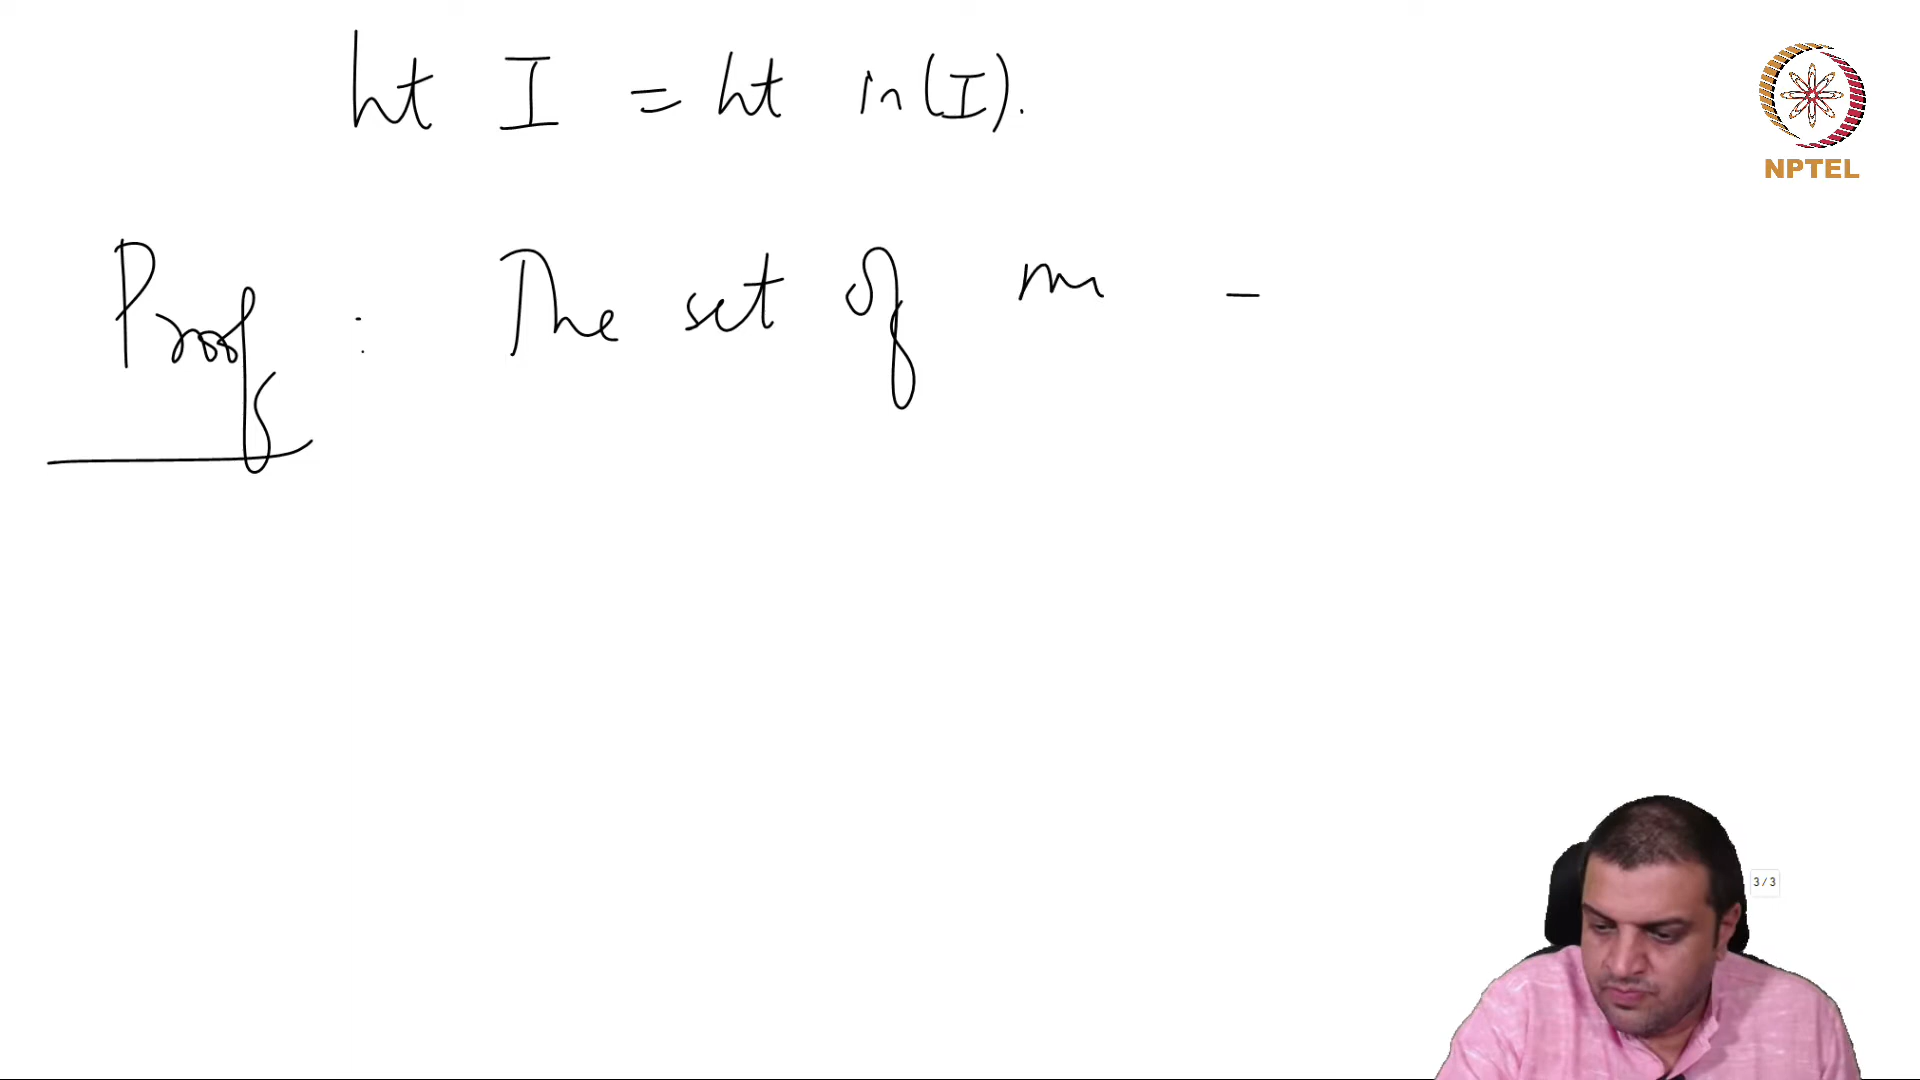 ht I = ht in(I).
NPTEL
Proof : The set of m -
3/3